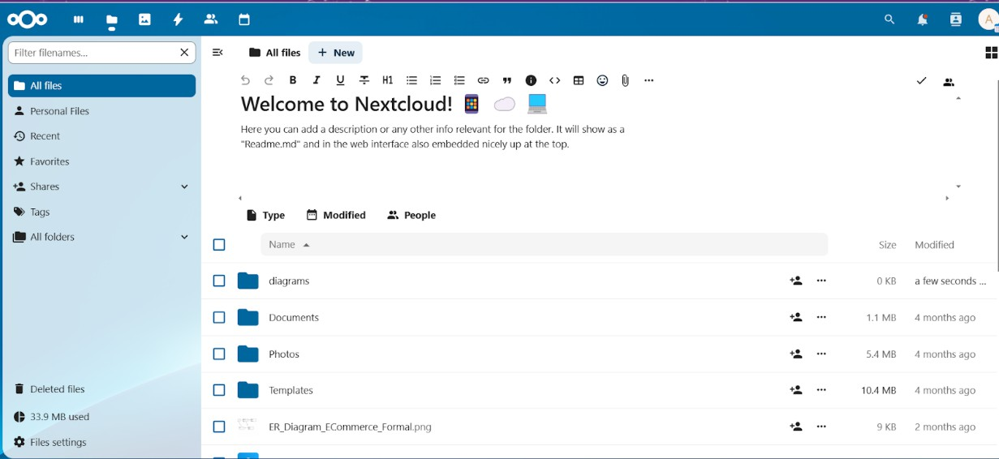 A
Filter filenames...
All files
Personal Files
Recent
Favorites
Shares
Tags
All folders
Deleted files
33.9 MB used
Files settings
All files + New
B I U H1
Welcome to Nextcloud!
Here you can add a description or any other info relevant for the folder. It will show as a
"Readme.md" and in the web interface also embedded nicely up at the top.
Type Modified People
Name Size Modified
diagrams 0 KB a few seconds ...
Documents 1.1 MB 4 months ago
Photos 5.4 MB 4 months ago
Templates 10.4 MB 4 months ago
ER_Diagram_ECommerce_Formal.png 9 KB 2 months ago